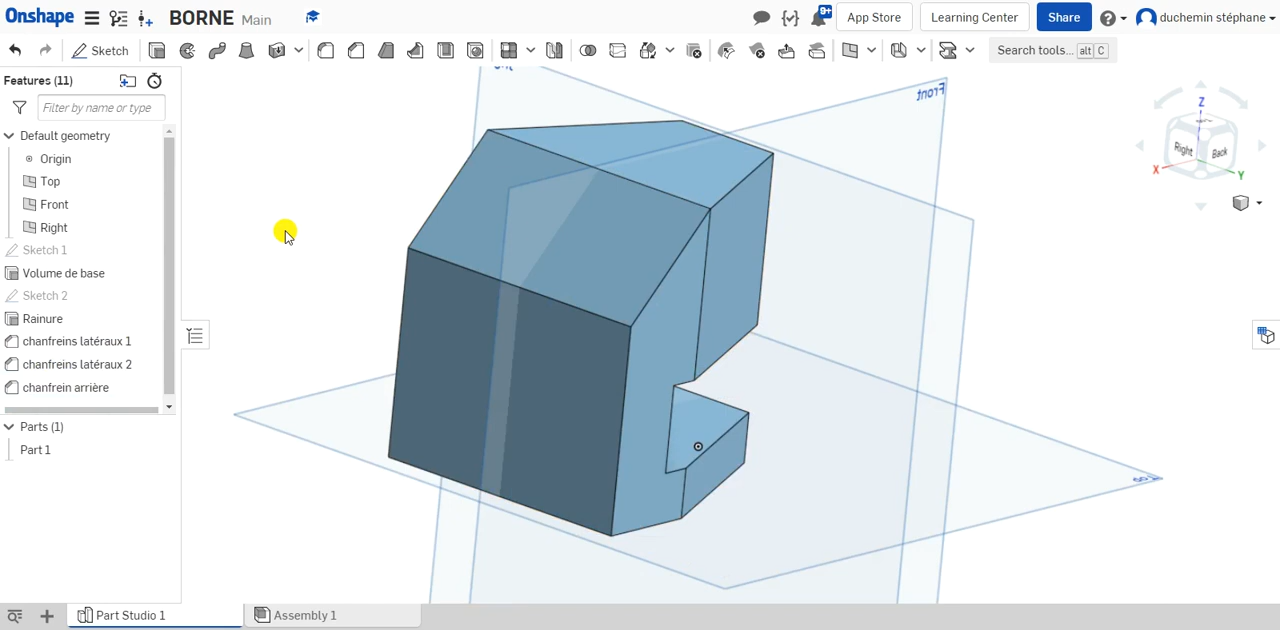 Onshape BORNE Main 9+ App Store Learning Center Share duchemin stéphane
Sketch Search tools... alt C
Features (11)
Filter by name or type
Default geometry
Origin
Top
Front
Right
Sketch 1
Volume de base
Sketch 2
Rainure
chanfreins latéraux 1
chanfreins latéraux 2
chanfrein arrière
Parts (1)
Part 1
Front
Z
Right Back
X Y
Part Studio 1 Assembly 1